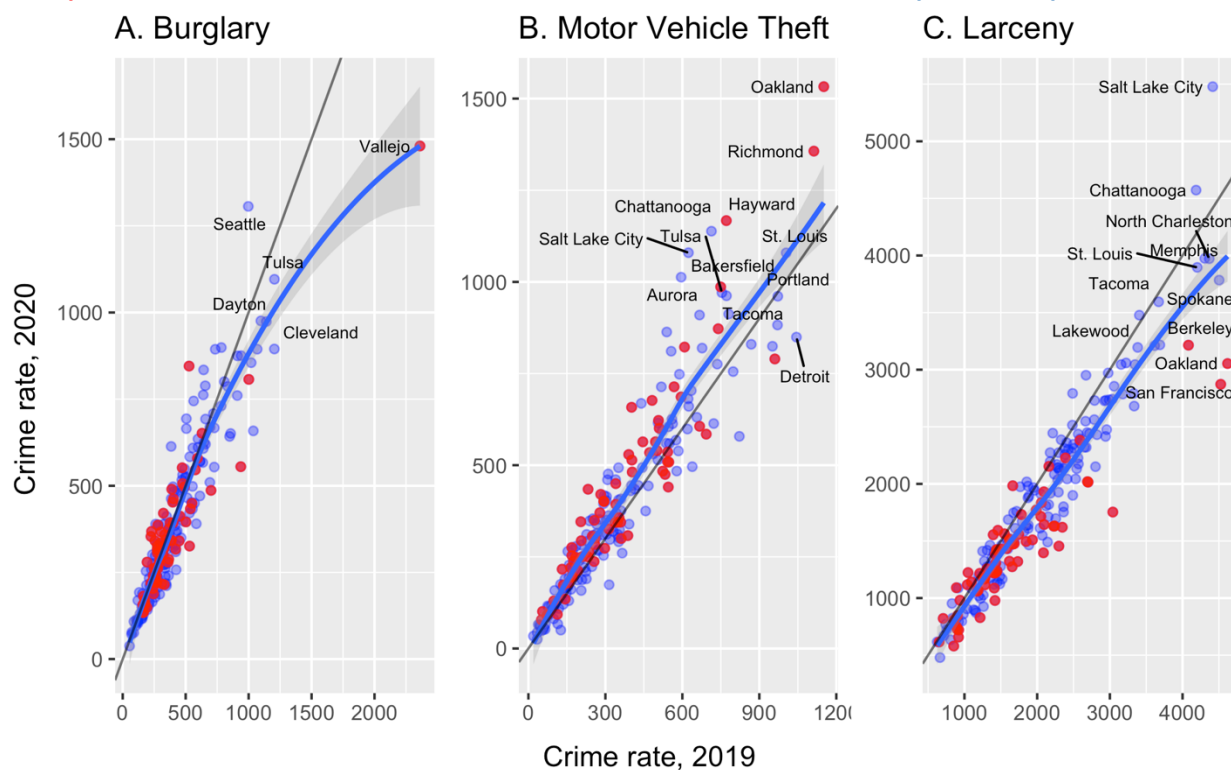 A. Burglary
B. Motor Vehicle Theft
C. Larceny
Crime rate, 2020
1500
1000
500
0
Vallejo
Seattle
Tulsa
Dayton
Cleveland
0 500 1000 1500 2000
1500
1000
500
0
Oakland
Richmond
Hayward
Chattanooga
Salt Lake City
Tulsa
St. Louis
Bakersfield
Portland
Aurora
Tacoma
Detroit
0 300 600 900 1200
5000
4000
3000
2000
1000
Salt Lake City
Chattanooga
North Charleston
St. Louis
Memphis
Tacoma
Spokane
Lakewood
Berkeley
Oakland
San Francisco
1000 2000 3000 4000
Crime rate, 2019